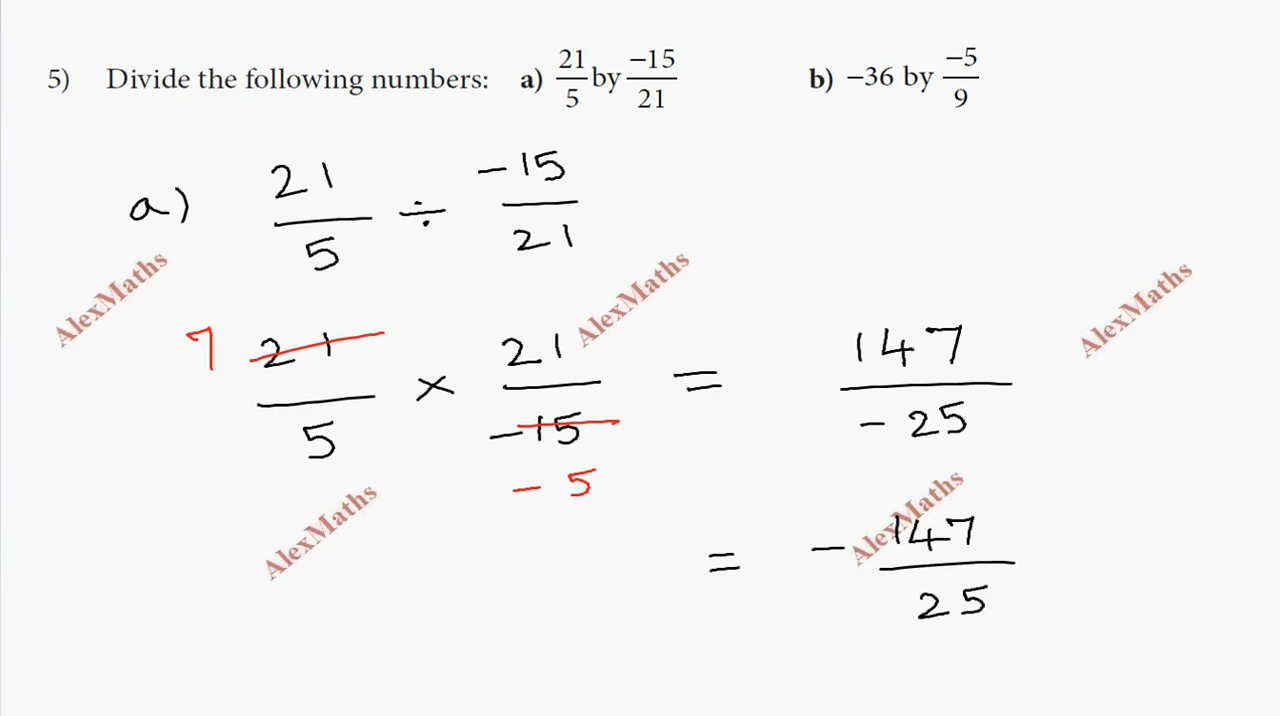 5) Divide the following numbers: a) 21/5 by -15/21 b) -36 by -5/9
a) 21/5 ÷ -15/21
AlexMaths AlexMaths AlexMaths
7 21/5 × 21/-15 = 147/-25
- 5
AlexMaths AlexMaths
= - 147/25